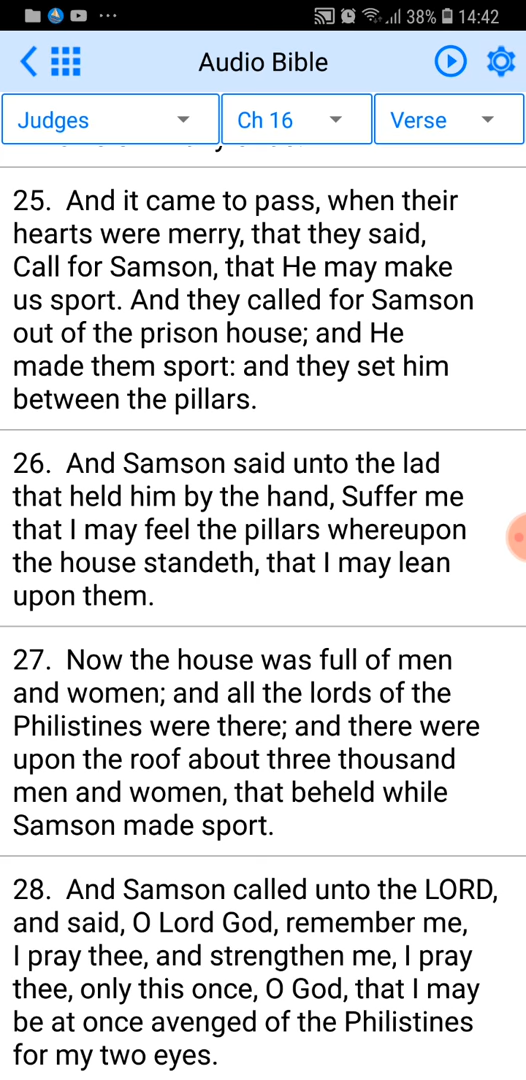 38% 14:42
Audio Bible
Judges Ch 16 Verse
25. And it came to pass, when their
hearts were merry, that they said,
Call for Samson, that He may make
us sport. And they called for Samson
out of the prison house; and He
made them sport: and they set him
between the pillars.
26. And Samson said unto the lad
that held him by the hand, Suffer me
that I may feel the pillars whereupon
the house standeth, that I may lean
upon them.
27. Now the house was full of men
and women; and all the lords of the
Philistines were there; and there were
upon the roof about three thousand
men and women, that beheld while
Samson made sport.
28. And Samson called unto the LORD,
and said, O Lord God, remember me,
I pray thee, and strengthen me, I pray
thee, only this once, O God, that I may
be at once avenged of the Philistines
for my two eyes.